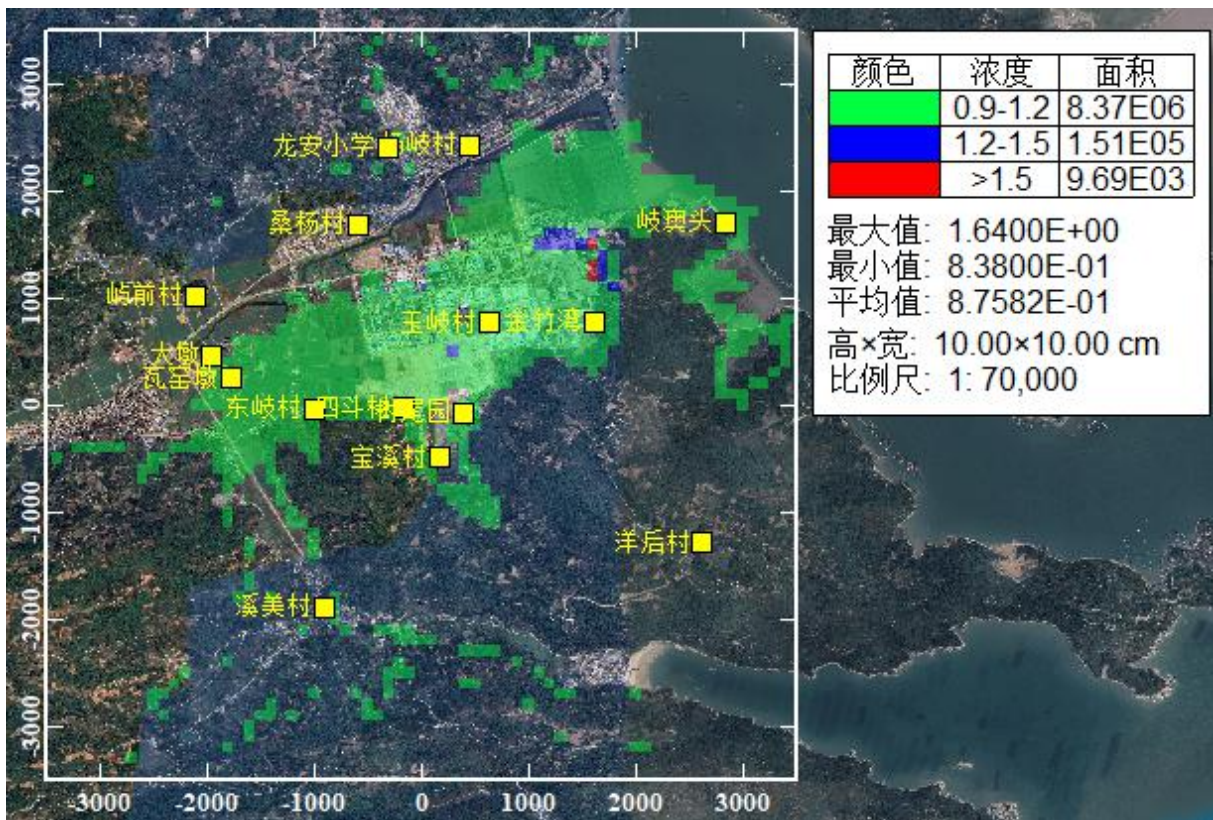 颜色 浓度 面积
0.9-1.2 8.37E06
1.2-1.5 1.51E05
>1.5 9.69E03
最大值: 1.6400E+00
最小值: 8.3800E-01
平均值: 8.7582E-01
高×宽: 10.00×10.00 cm
比例尺: 1: 70,000
3000
2000
1000
0
-1000
-2000
-3000
龙安小学
岐村
桑杨村
岐典头
前村
玉岐村
竹湾
大墩
瓦窑墩
东岐村
四斗
园
宝溪村
洋后村
溪美村
-3000 -2000 -1000 0 1000 2000 3000